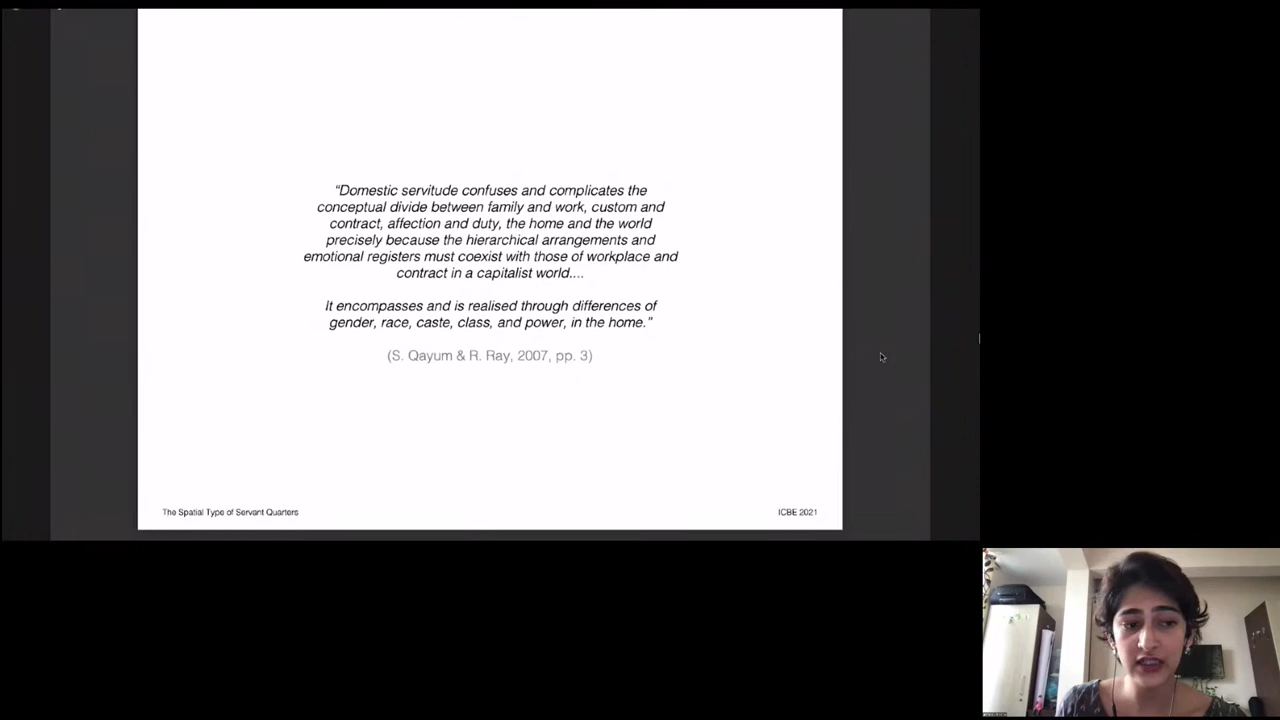 “Domestic servitude confuses and complicates the
conceptual divide between family and work, custom and
contract, affection and duty, the home and the world
precisely because the hierarchical arrangements and
emotional registers must coexist with those of workplace and
contract in a capitalist world....
It encompasses and is realised through differences of
gender, race, caste, class, and power, in the home.”
(S. Qayum & R. Ray, 2007, pp. 3)
The Spatial Type of Servant Quarters
ICBE 2021